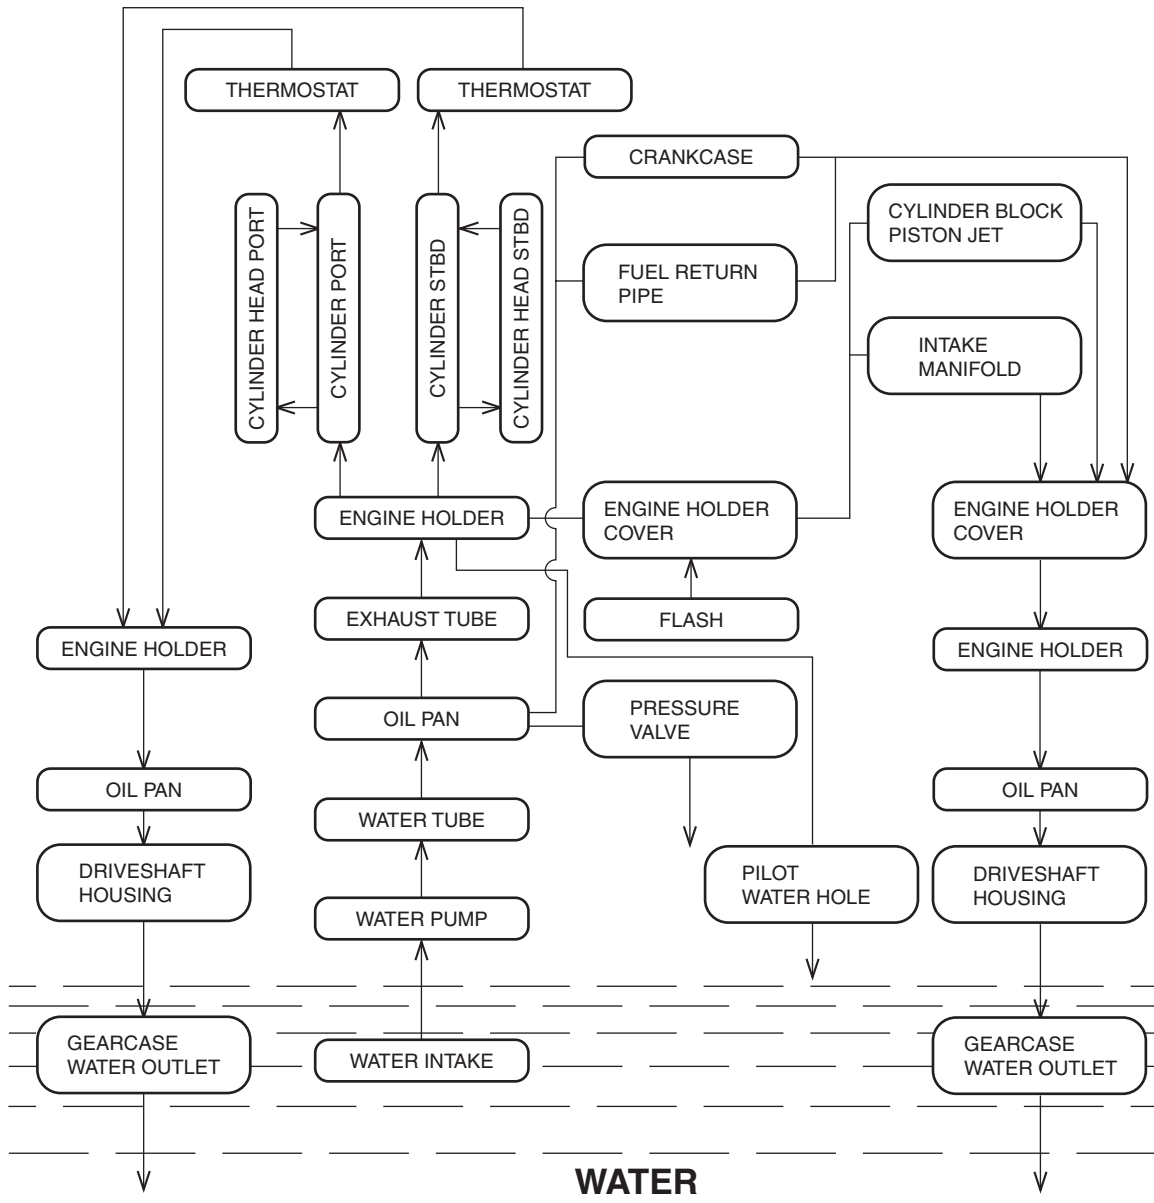 THERMOSTAT
THERMOSTAT
CRANKCASE
CYLINDER HEAD PORT
CYLINDER PORT
CYLINDER STBD
CYLINDER HEAD STBD
CYLINDER BLOCK
PISTON JET
FUEL RETURN
PIPE
INTAKE
MANIFOLD
ENGINE HOLDER
ENGINE HOLDER
COVER
ENGINE HOLDER
COVER
EXHAUST TUBE
FLASH
ENGINE HOLDER
ENGINE HOLDER
OIL PAN
PRESSURE
VALVE
OIL PAN
WATER TUBE
OIL PAN
DRIVESHAFT
HOUSING
WATER PUMP
PILOT
WATER HOLE
DRIVESHAFT
HOUSING
GEARCASE
WATER OUTLET
WATER INTAKE
GEARCASE
WATER OUTLET
WATER